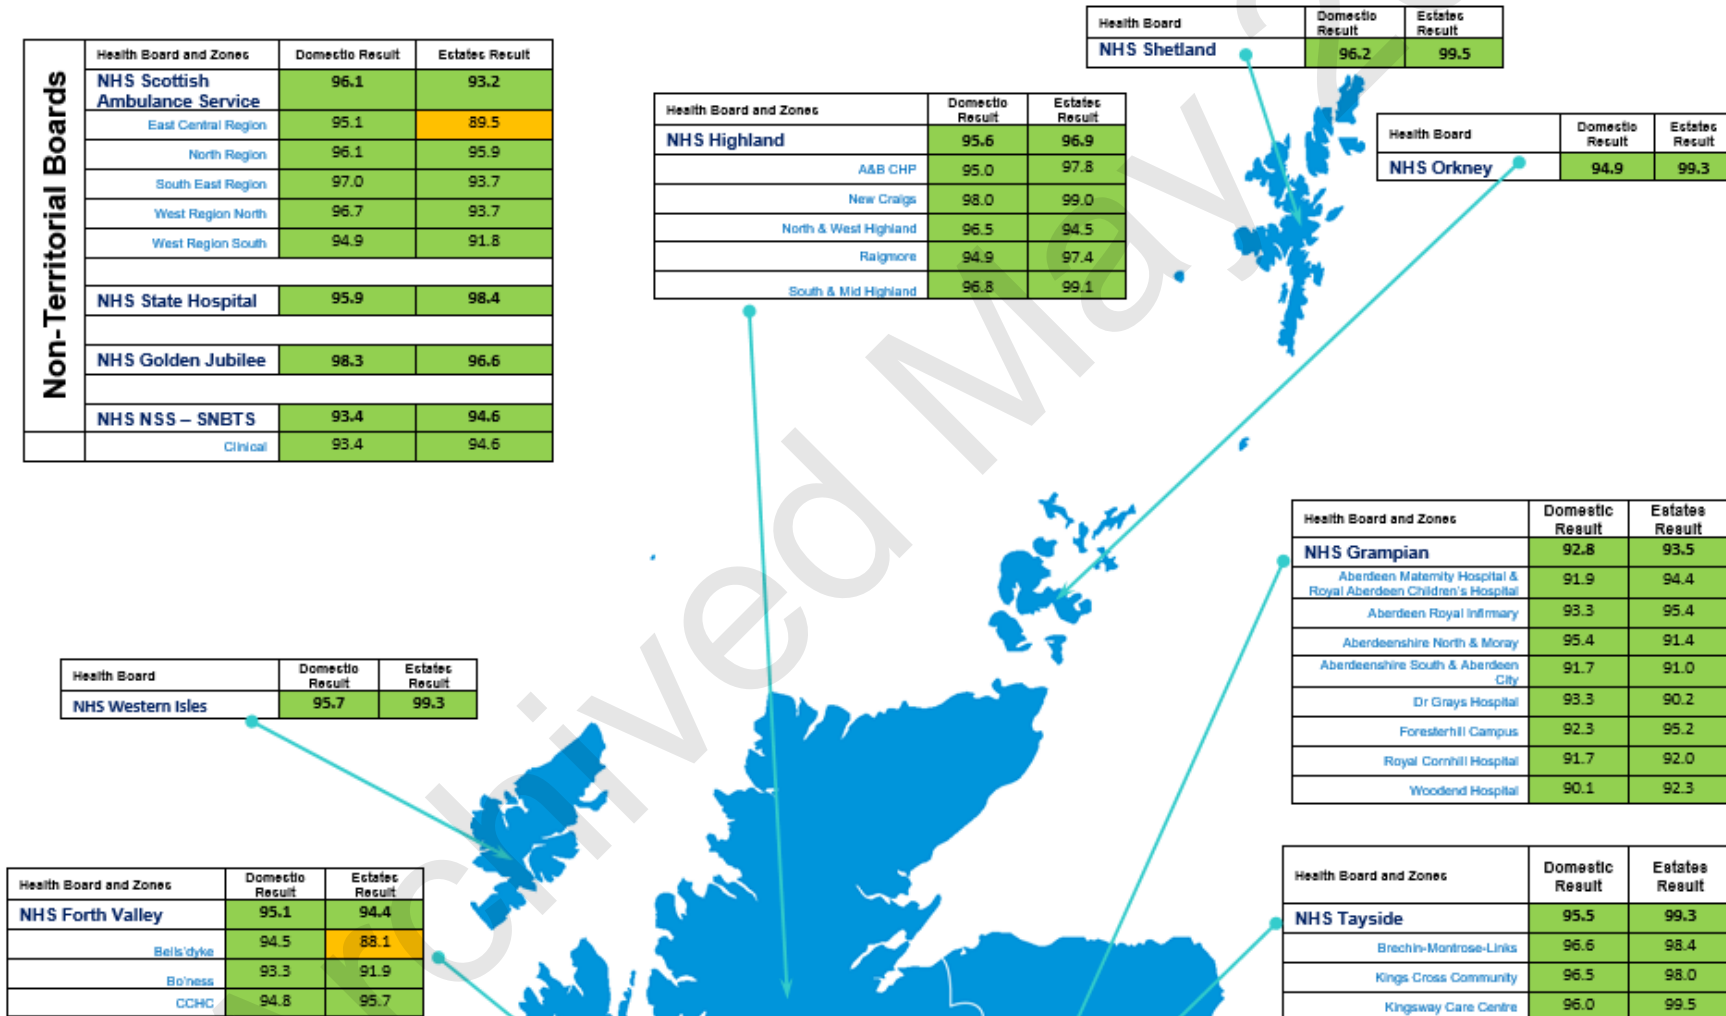 Non-Territorial Boards
Health Board and Zones Domestic Result Estates Result
NHS Scottish
Ambulance Service 96.1 93.2
East Central Region 95.1 89.5
North Region 96.1 95.9
South East Region 97.0 93.7
West Region North 96.7 93.7
West Region South 94.9 91.8
NHS State Hospital 95.9 98.4
NHS Golden Jubilee 98.3 96.6
NHS NSS – SNBTS 93.4 94.6
Clinical 93.4 94.6
Health Board and Zones Domestic Result Estates Result
NHS Highland 95.6 96.9
A&B CHP 95.0 97.8
New Craigs 98.0 99.0
North & West Highland 96.5 94.5
Raigmore 94.9 97.4
South & Mid Highland 96.8 99.1
Health Board Domestic Result Estates Result
NHS Shetland 96.2 99.5
Health Board Domestic Result Estates Result
NHS Orkney 94.9 99.3
Health Board and Zones Domestic Result Estates Result
NHS Grampian 92.8 93.5
Aberdeen Maternity Hospital &
Royal Aberdeen Children's Hospital 91.9 94.4
Aberdeen Royal Infirmary 93.3 95.4
Aberdeenshire North & Moray 95.4 91.4
Aberdeenshire South & Aberdeen
City 91.7 91.0
Dr Grays Hospital 93.3 90.2
Foresterhill Campus 92.3 95.2
Royal Cornhill Hospital 91.7 92.0
Woodend Hospital 90.1 92.3
Health Board Domestic Result Estates Result
NHS Western Isles 95.7 99.3
Health Board and Zones Domestic Result Estates Result
NHS Forth Valley 95.1 94.4
Bells'dyke 94.5 88.1
Bo'ness 93.3 91.9
CCHC 94.8 95.7
Health Board and Zones Domestic Result Estates Result
NHS Tayside 95.5 99.3
Brechin-Montrose-Links 96.6 98.4
Kings Cross Community 96.5 98.0
Kingsway Care Centre 96.0 99.5
Archived May 2